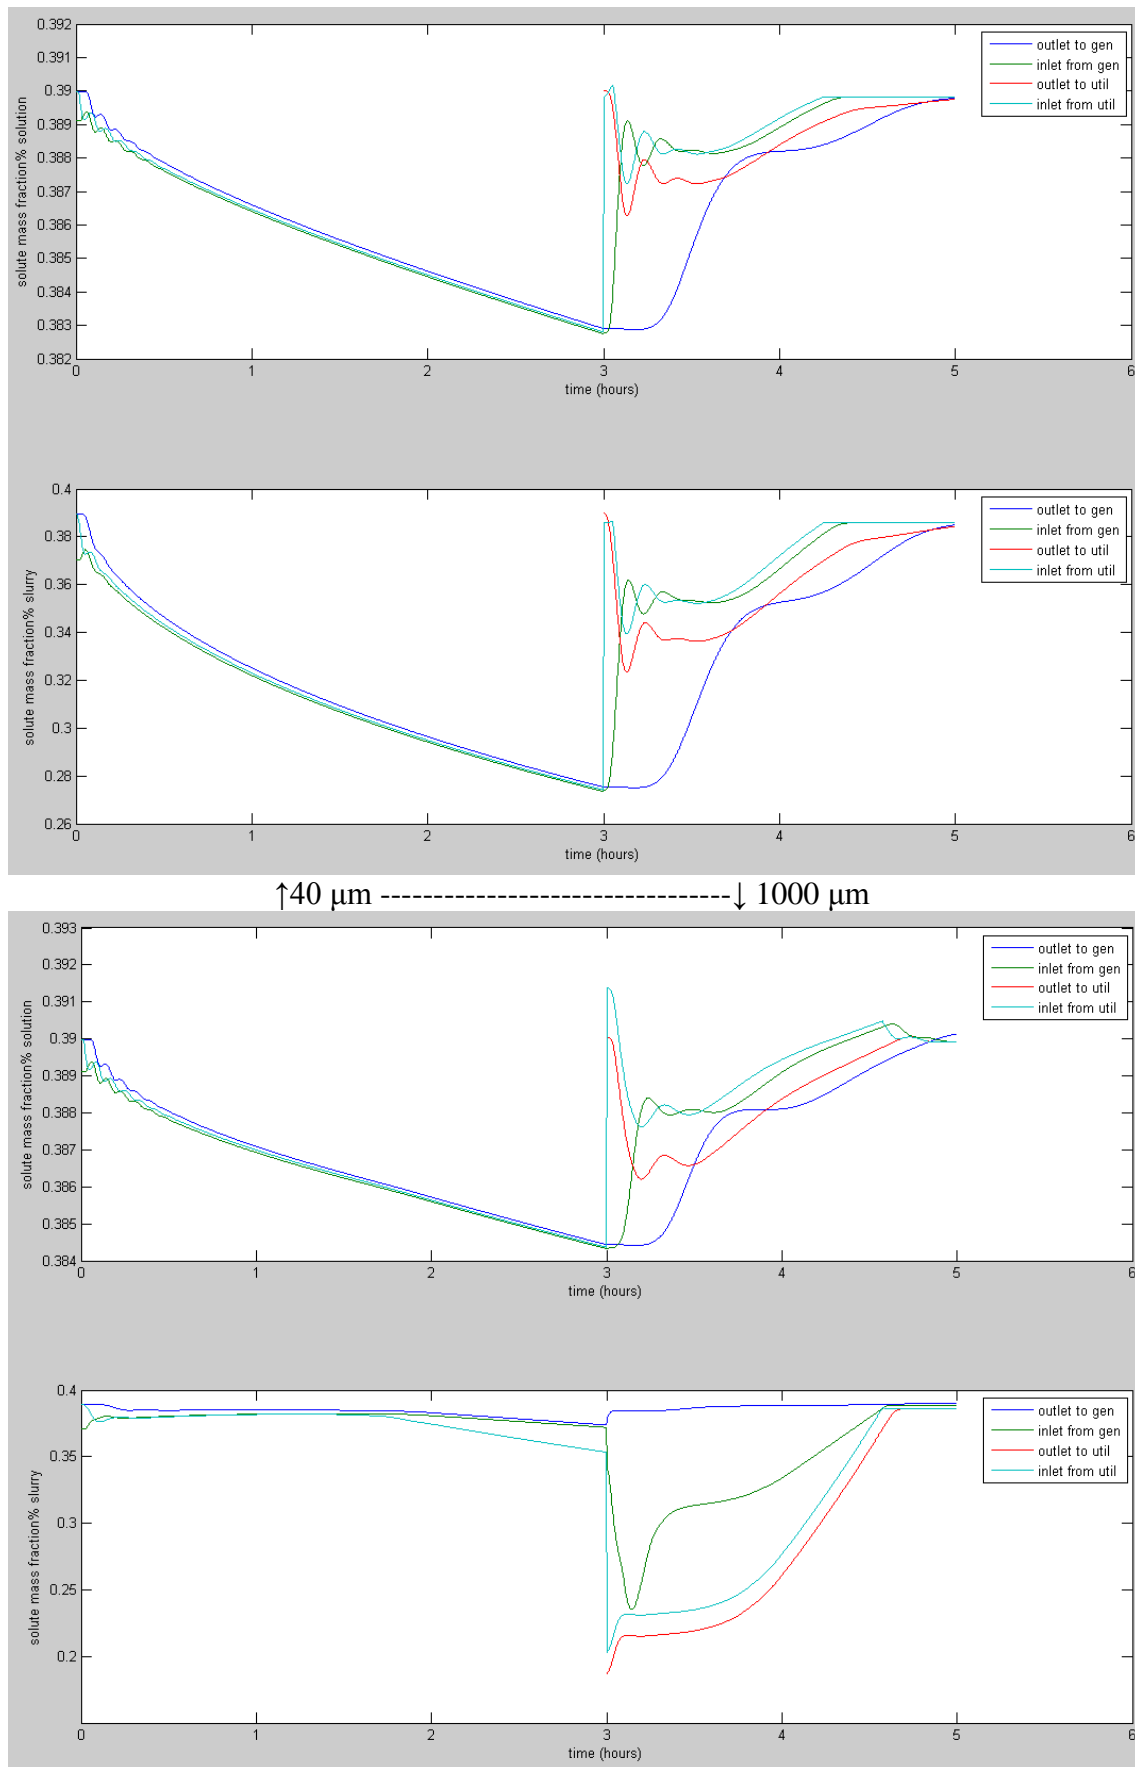 0.392
0.391
0.39
0.389
0.388
0.387
0.386
0.385
0.384
0.383
0.382
solute mass fraction% solution
0
1
2
3
4
5
6
time (hours)
outlet to gen
inlet from gen
outlet to util
inlet from util
0.4
0.38
0.36
0.34
0.32
0.3
0.28
0.26
solute mass fraction% slurry
0
1
2
3
4
5
6
time (hours)
outlet to gen
inlet from gen
outlet to util
inlet from util
↑40 μm -------------------------------↓ 1000 μm
0.393
0.392
0.391
0.39
0.389
0.388
0.387
0.386
0.385
0.384
solute mass fraction% solution
0
1
2
3
4
5
6
time (hours)
outlet to gen
inlet from gen
outlet to util
inlet from util
0.4
0.35
0.3
0.25
0.2
solute mass fraction% slurry
0
1
2
3
4
5
6
time (hours)
outlet to gen
inlet from gen
outlet to util
inlet from util